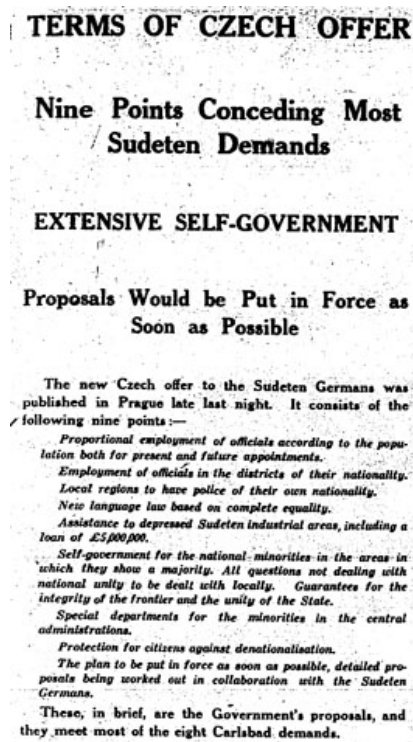 TERMS OF CZECH OFFER
Nine Points Conceding Most
Sudeten Demands
EXTENSIVE SELF-GOVERNMENT
Proposals Would be Put in Force as
Soon as Possible
The new Czech offer to the Sudeten Germans was
published in Prague late last night. It consists of the
following nine points :—
Proportional employment of officials according to the popu-
lation both for present and future appointments.
Employment of officials in the districts of their nationality.
Local regions to have police of their own nationality.
New language law based on complete equality.
Assistance to depressed Sudeten industrial areas, including a
loan of £5,000,000.
Self-government for the national minorities in the areas in
which they show a majority. All questions not dealing with
national unity to be dealt with locally. Guarantees for the
integrity of the frontier and the unity of the State.
Special departments for the minorities in the central
administrations.
Protection for citizens against denationalisation.
The plan to be put in force as soon as possible, detailed pro-
posals being worked out in collaboration with the Sudeten
Germans.
These, in brief, are the Government's proposals, and
they meet most of the eight Carlsbad demands.